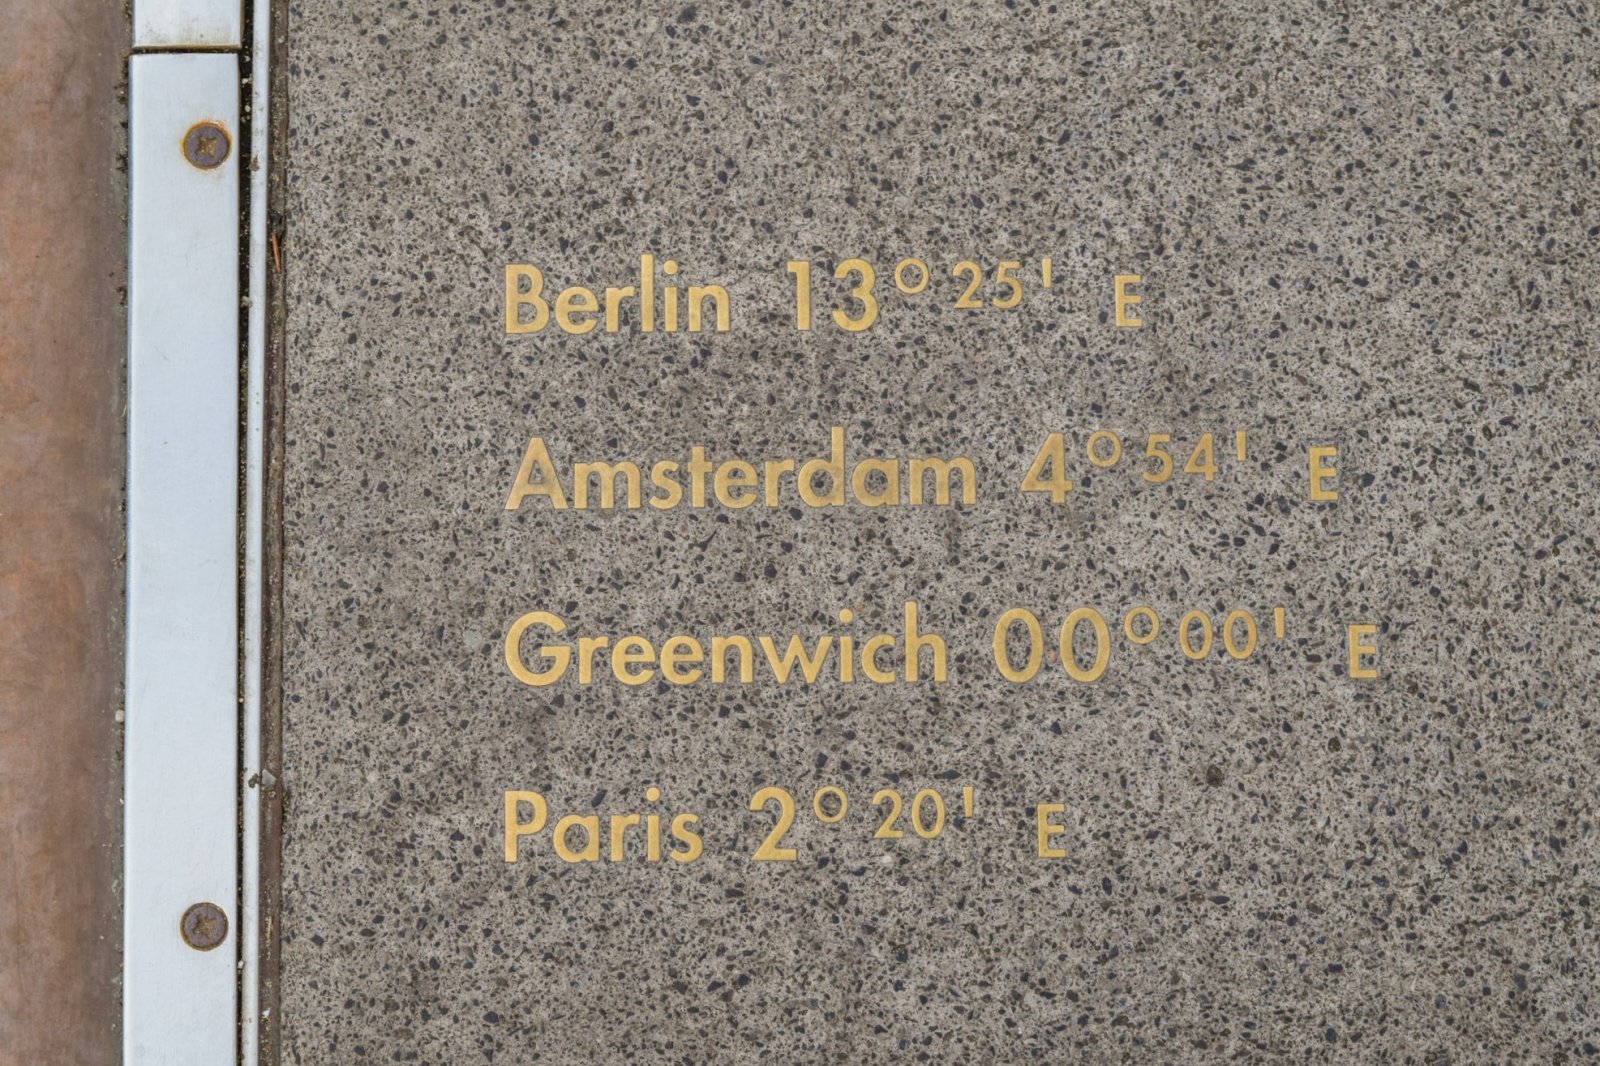 Berlin 13° 25' E
Amsterdam 4° 54' E
Greenwich 00° 00' E
Paris 2° 20' E